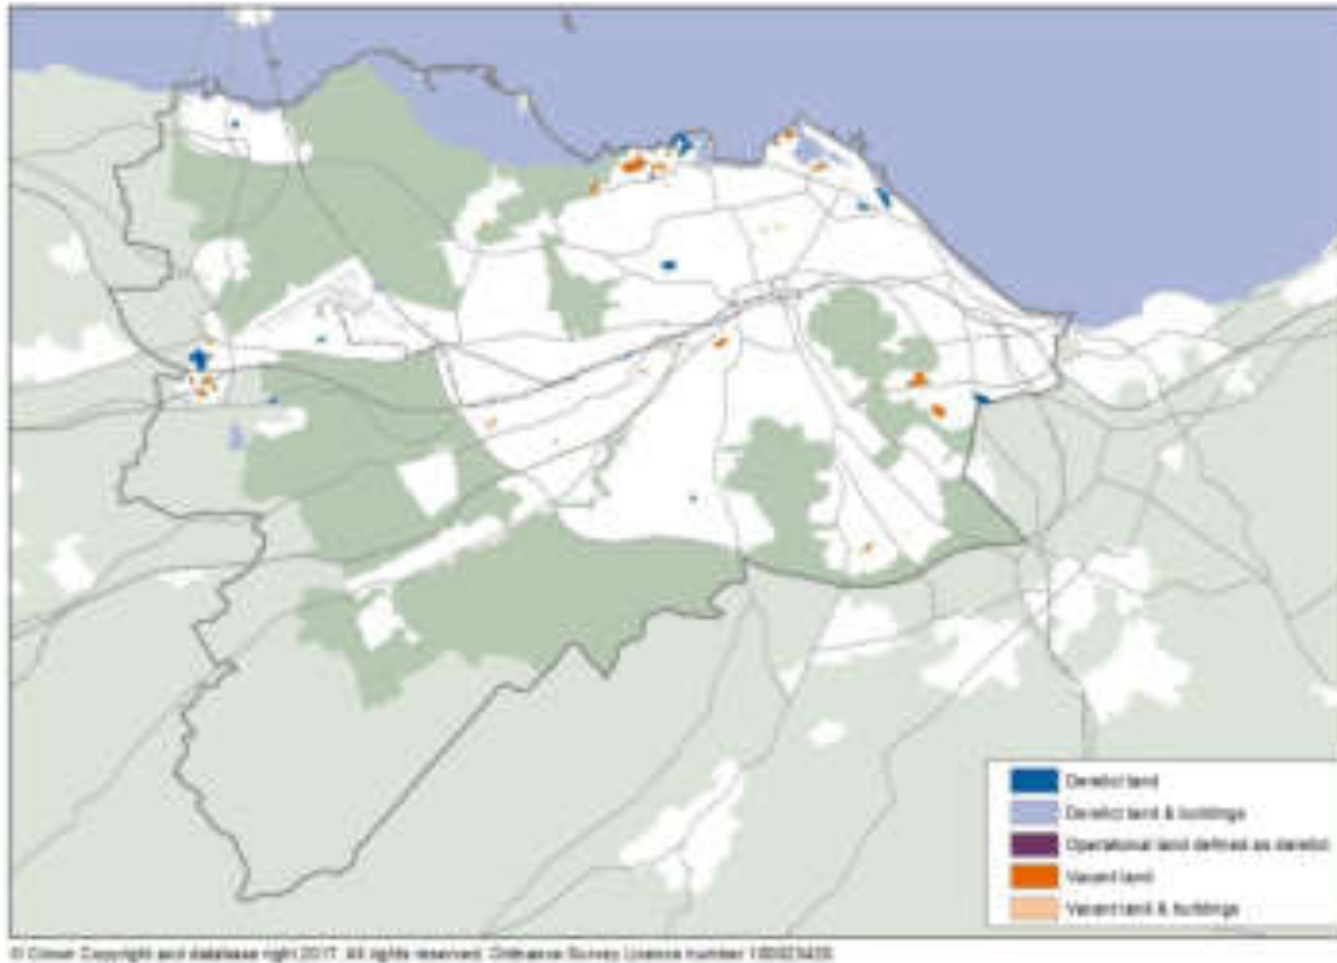 Derelict land
Derelict land & buildings
Operational land defined as derelict
Vacant land
Vacant land & buildings
© Crown Copyright and database right 2017. All rights reserved. Ordnance Survey Licence number